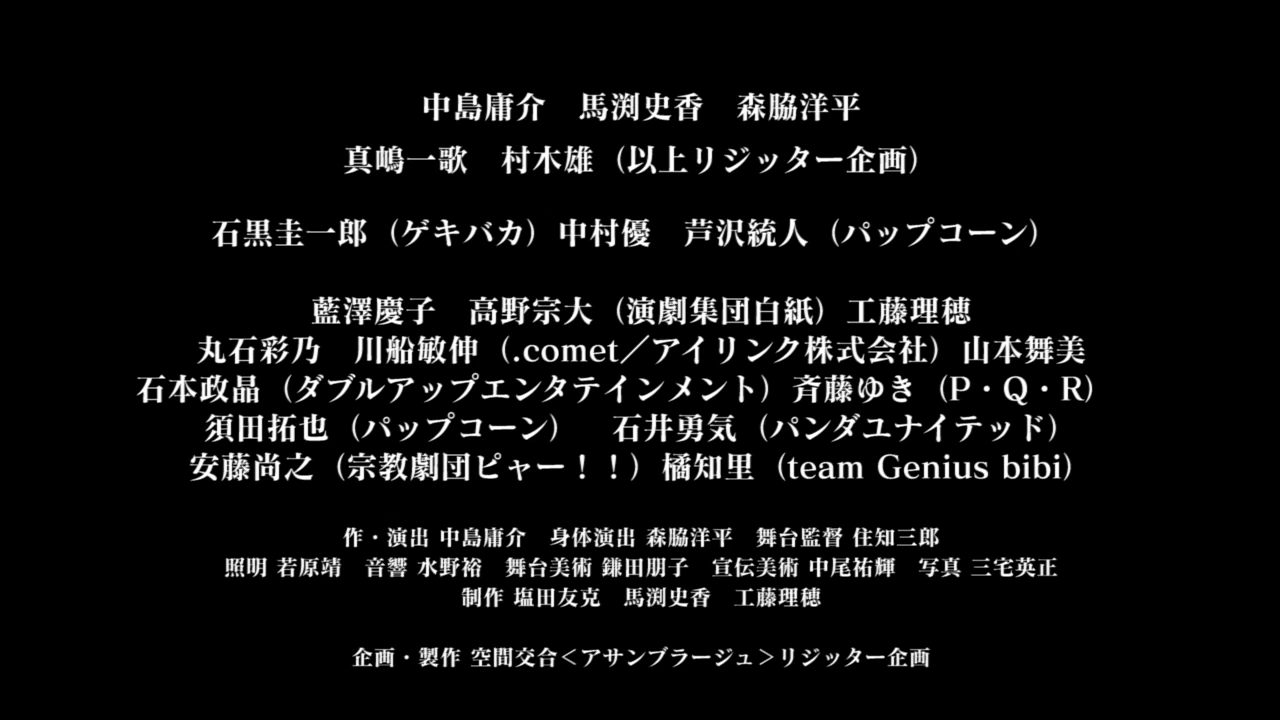 中島庸介　馬渕史香　森脇洋平
真嶋一歌　村木雄（以上リジッター企画）
石黒圭一郎（ゲキバカ）中村優　芦沢統人（パップコーン）
藍澤慶子　高野宗大（演劇集団白紙）工藤理穂
丸石彩乃　川船敏伸（.comet／アイリンク株式会社）山本舞美
石本政晶（ダブルアップエンタテインメント）斉藤ゆき（P・Q・R）
須田拓也（パップコーン）　石井勇気（パンダユナイテッド）
安藤尚之（宗教劇団ピャー！！）橘知里（team Genius bibi）
作・演出 中島庸介　身体演出 森脇洋平　舞台監督 住知三郎
照明 若原靖　音響 水野裕　舞台美術 鎌田朋子　宣伝美術 中尾祐輝　写真 三宅英正
制作 塩田友克　馬渕史香　工藤理穂
企画・製作 空間交合＜アサンブラージュ＞リジッター企画